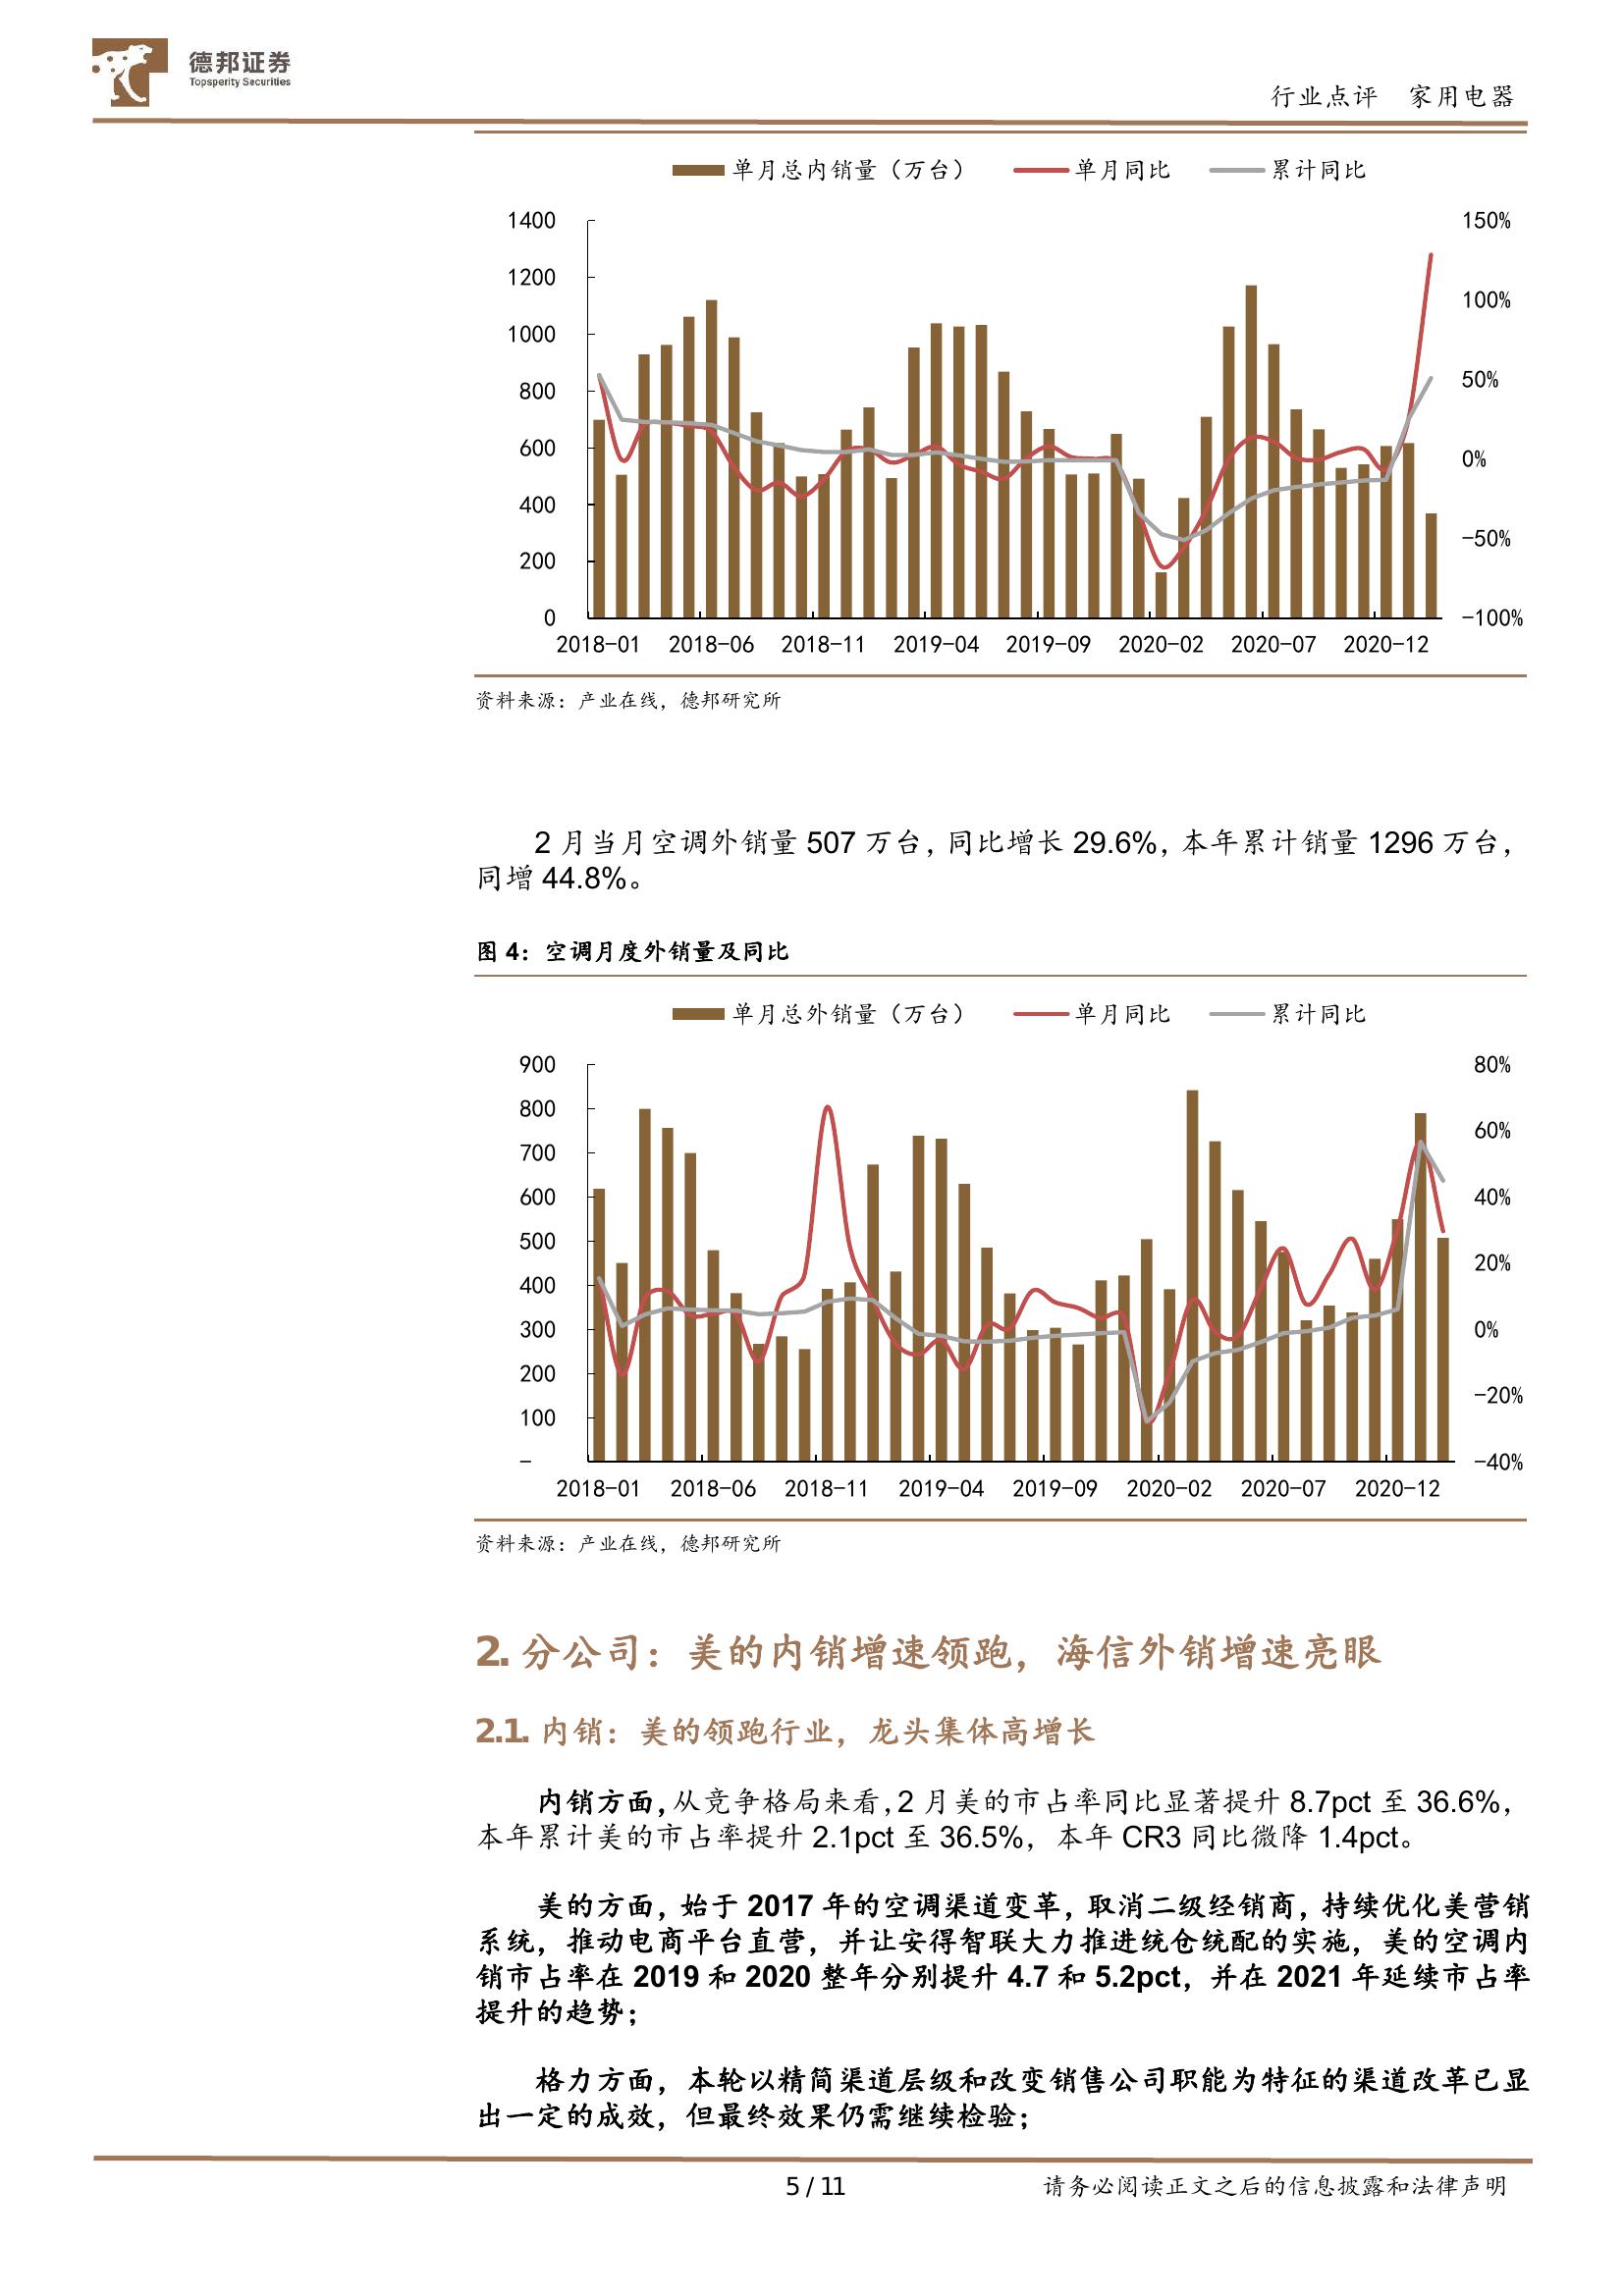 德邦证券
Topsperity Securities
行业点评 家用电器
单月总内销量（万台） 单月同比 累计同比
1400 150%
1200 100%
1000 50%
800 0%
600 -50%
400 -100%
200
0
2018-01 2018-06 2018-11 2019-04 2019-09 2020-02 2020-07 2020-12
资料来源：产业在线，德邦研究所
2 月当月空调外销量 507 万台，同比增长 29.6%，本年累计销量 1296 万台，
同增 44.8%。
图 4：空调月度外销量及同比
单月总外销量（万台） 单月同比 累计同比
900 80%
800 60%
700 40%
600 20%
500 0%
400 -20%
300 -40%
200
100
-
2018-01 2018-06 2018-11 2019-04 2019-09 2020-02 2020-07 2020-12
资料来源：产业在线，德邦研究所
2. 分公司：美的内销增速领跑，海信外销增速亮眼
2.1. 内销：美的领跑行业，龙头集体高增长
内销方面，从竞争格局来看，2 月美的市占率同比显著提升 8.7pct 至 36.6%，
本年累计美的市占率提升 2.1pct 至 36.5%，本年 CR3 同比微降 1.4pct。
美的方面，始于 2017 年的空调渠道变革，取消二级经销商，持续优化美营销
系统，推动电商平台直营，并让安得智联大力推进统仓统配的实施，美的空调内
销市占率在 2019 和 2020 整年分别提升 4.7 和 5.2pct，并在 2021 年延续市占率
提升的趋势；
格力方面，本轮以精简渠道层级和改变销售公司职能为特征的渠道改革已显
出一定的成效，但最终效果仍需继续检验；
5 / 11
请务必阅读正文之后的信息披露和法律声明